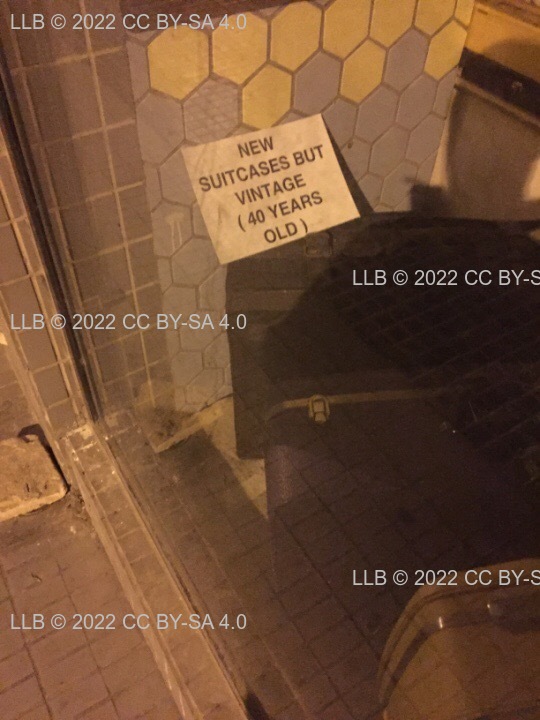 LLB © 2022 CC BY-SA 4.0
LLB © 2022 CC BY-SA 4.0
NEW
SUITCASES BUT
VINTAGE
( 40 YEARS
OLD )
LLB © 2022 CC BY-S
LLB © 2022 CC BY-SA 4.0
LLB © 2022 CC BY-S
LLB © 2022 CC BY-SA 4.0